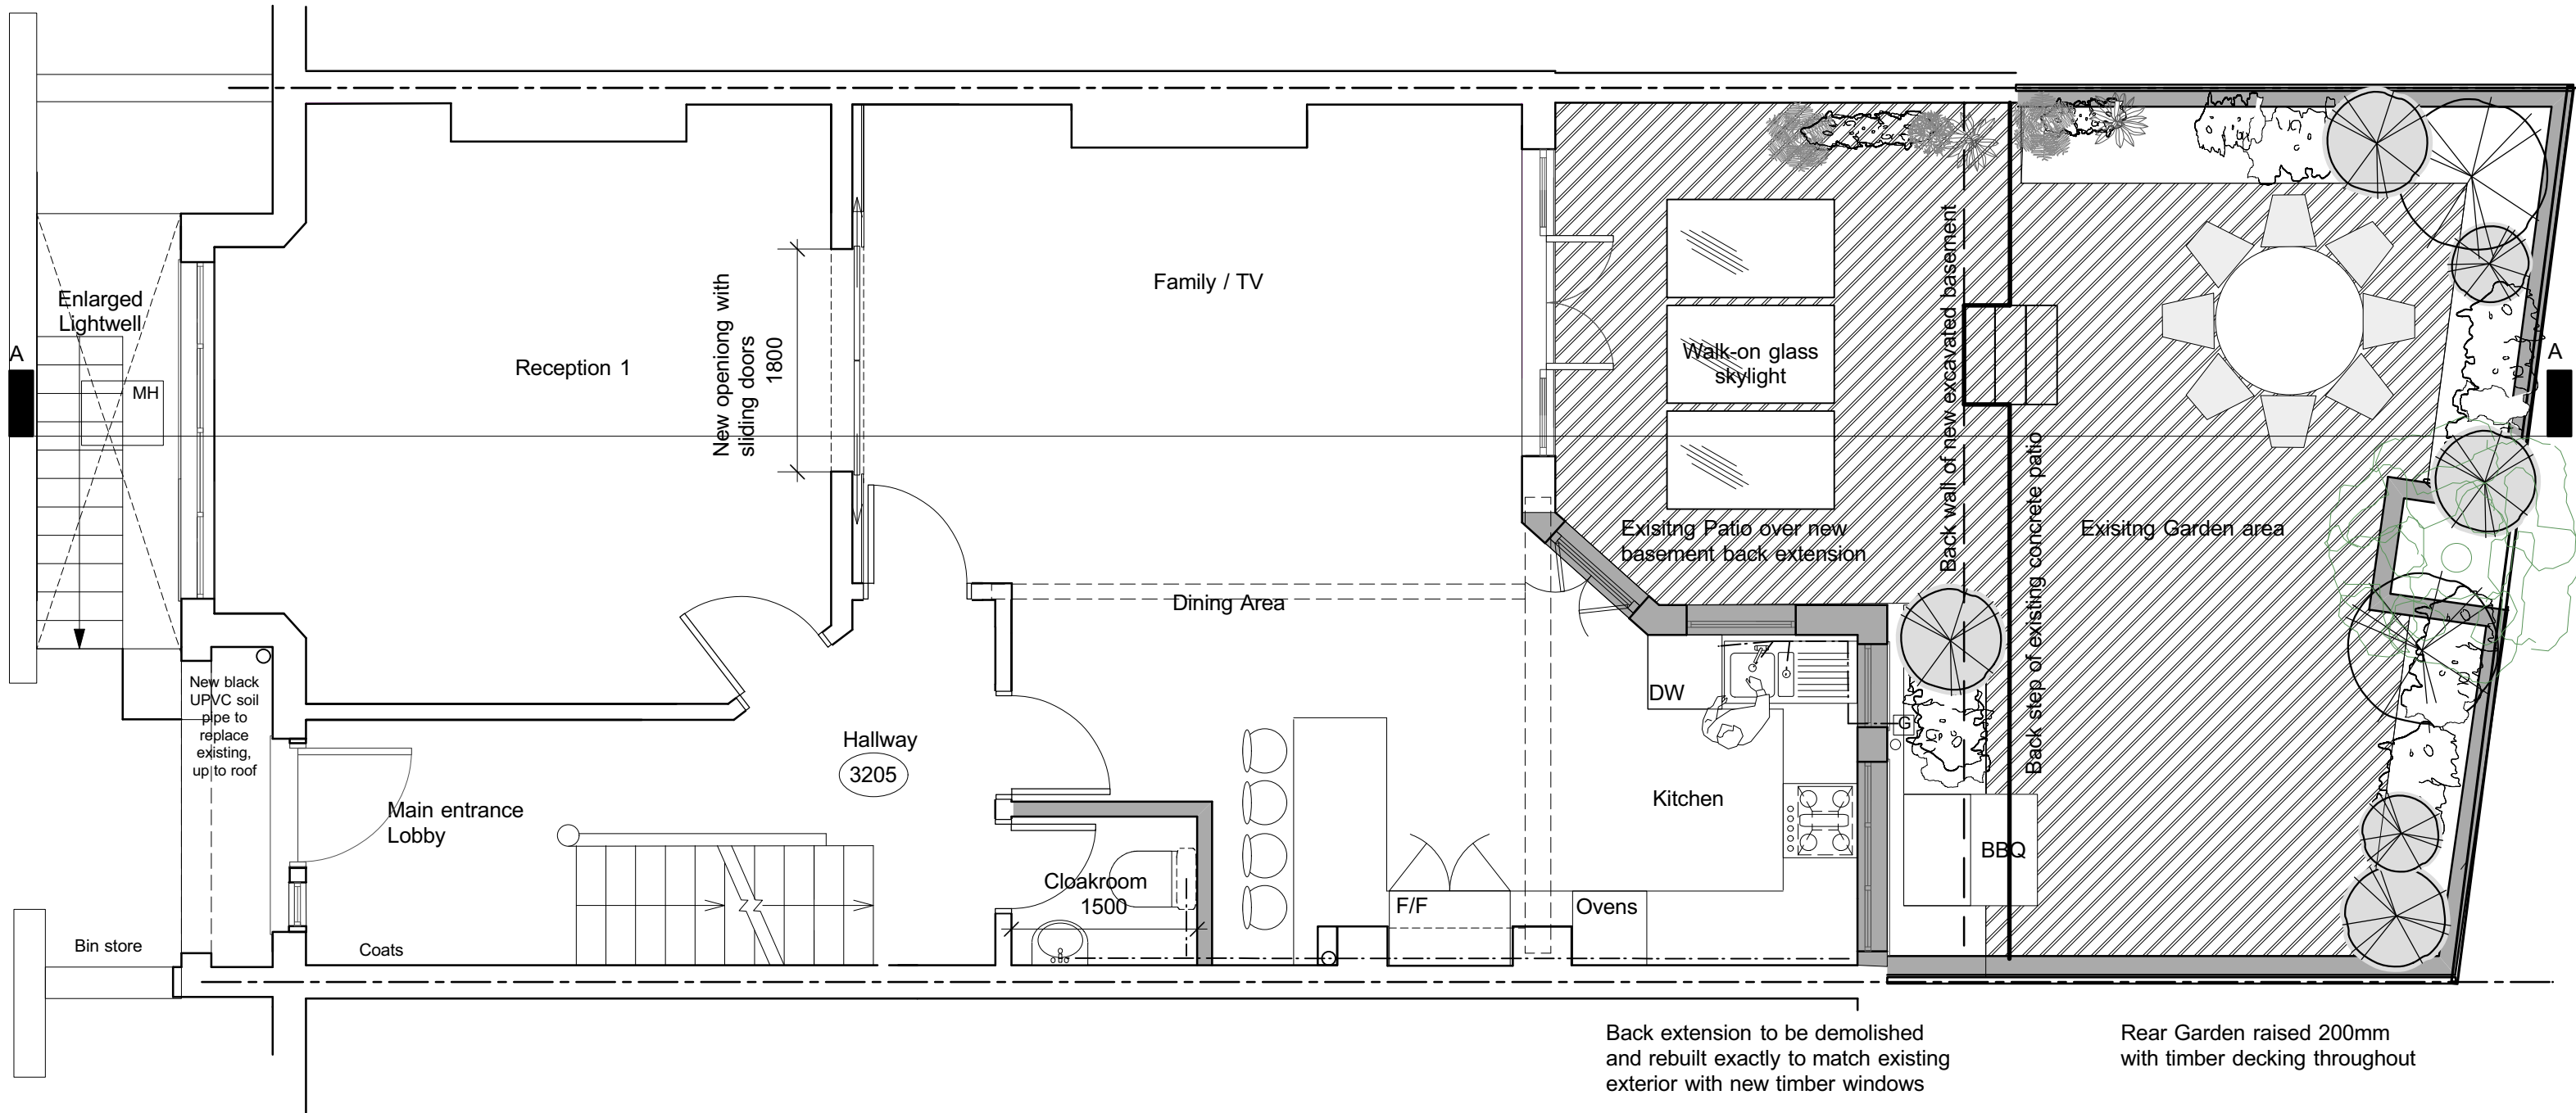 Enlarged
Lightwell
A
MH
Reception 1
New openiong with
sliding doors
1800
Family / TV
Walk-on glass
skylight
Back wall of new excavated basement
A
Exisitng Patio over new
basement back extension
Back step of existing concrete patio
Exisitng Garden area
Dining Area
New black
UPVC soil
pipe to
replace
existing,
up to roof
DW
G
Hallway
3205
Main entrance
Lobby
Kitchen
BBQ
Cloakroom
1500
F/F
Ovens
Bin store
Coats
Back extension to be demolished
and rebuilt exactly to match existing
exterior with new timber windows
Rear Garden raised 200mm
with timber decking throughout